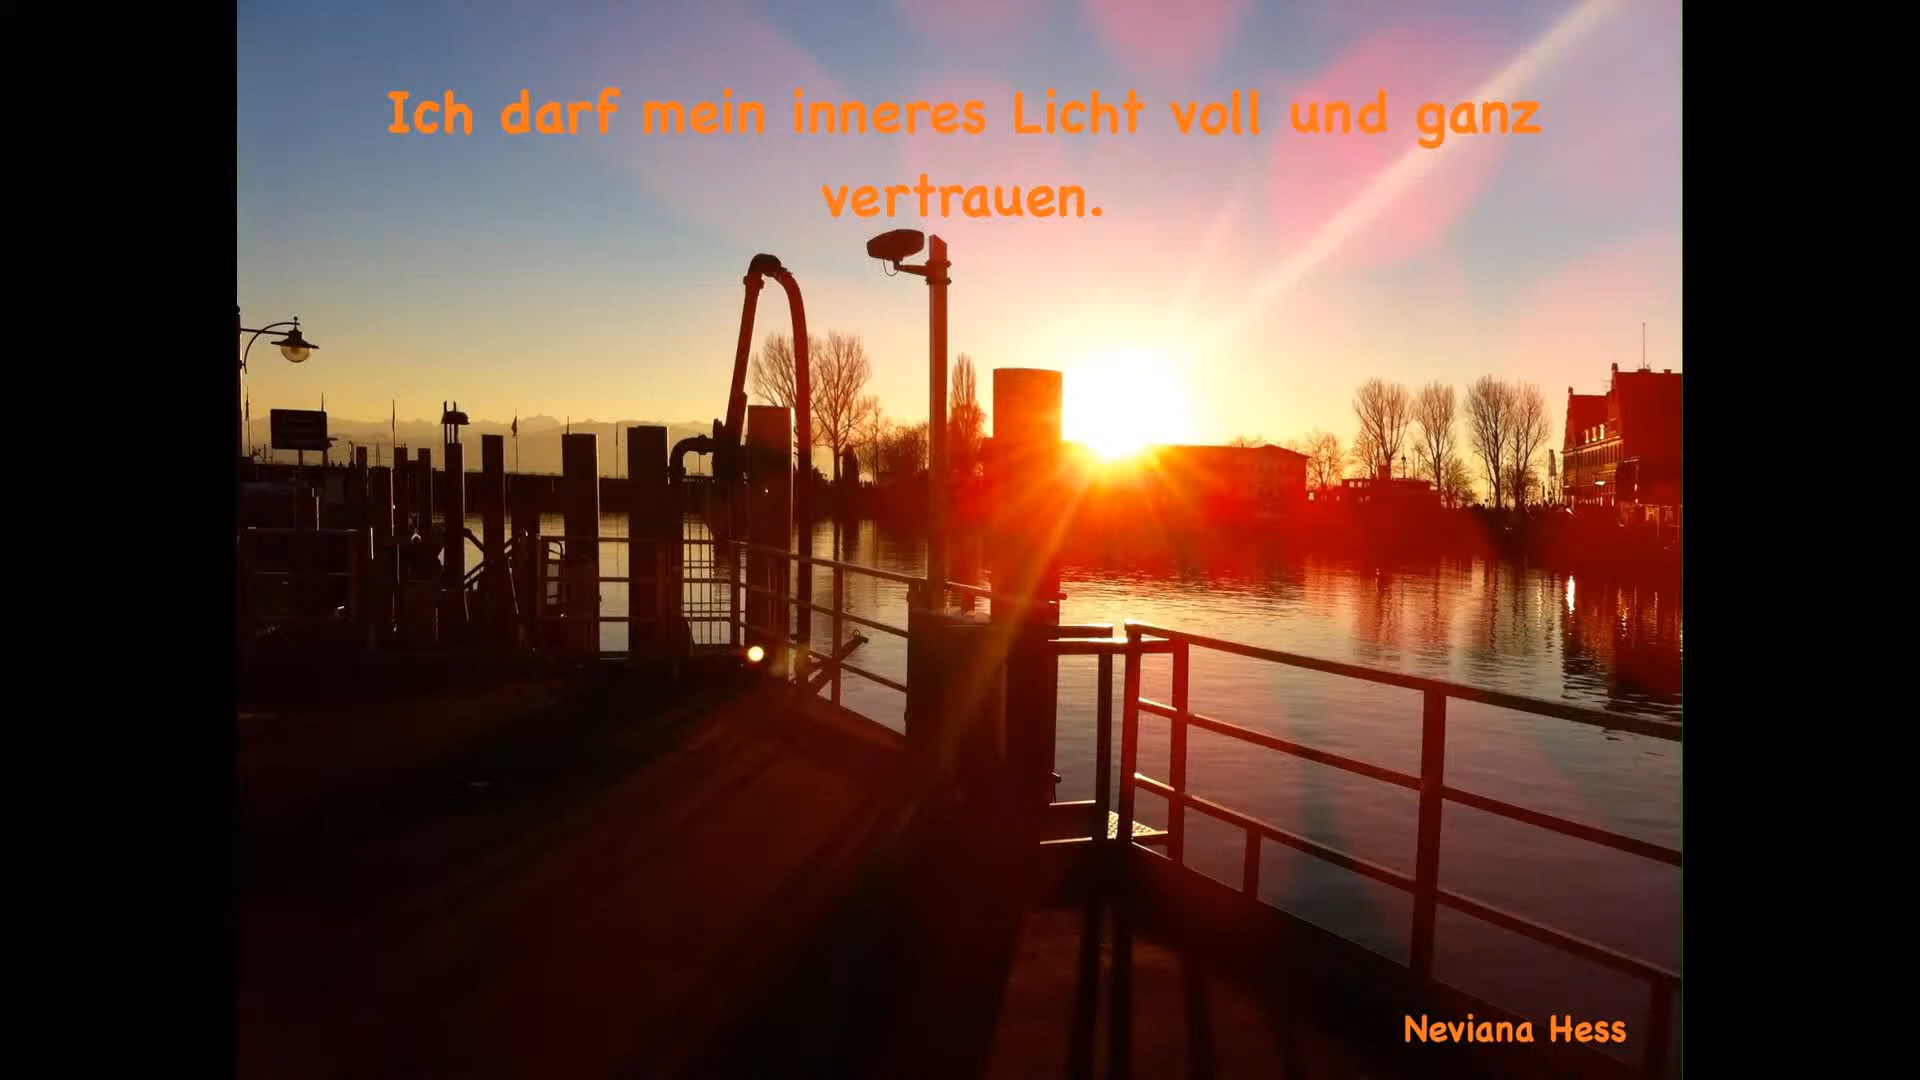 Ich darf mein inneres Licht voll und ganz
vertrauen.
Neviana Hess